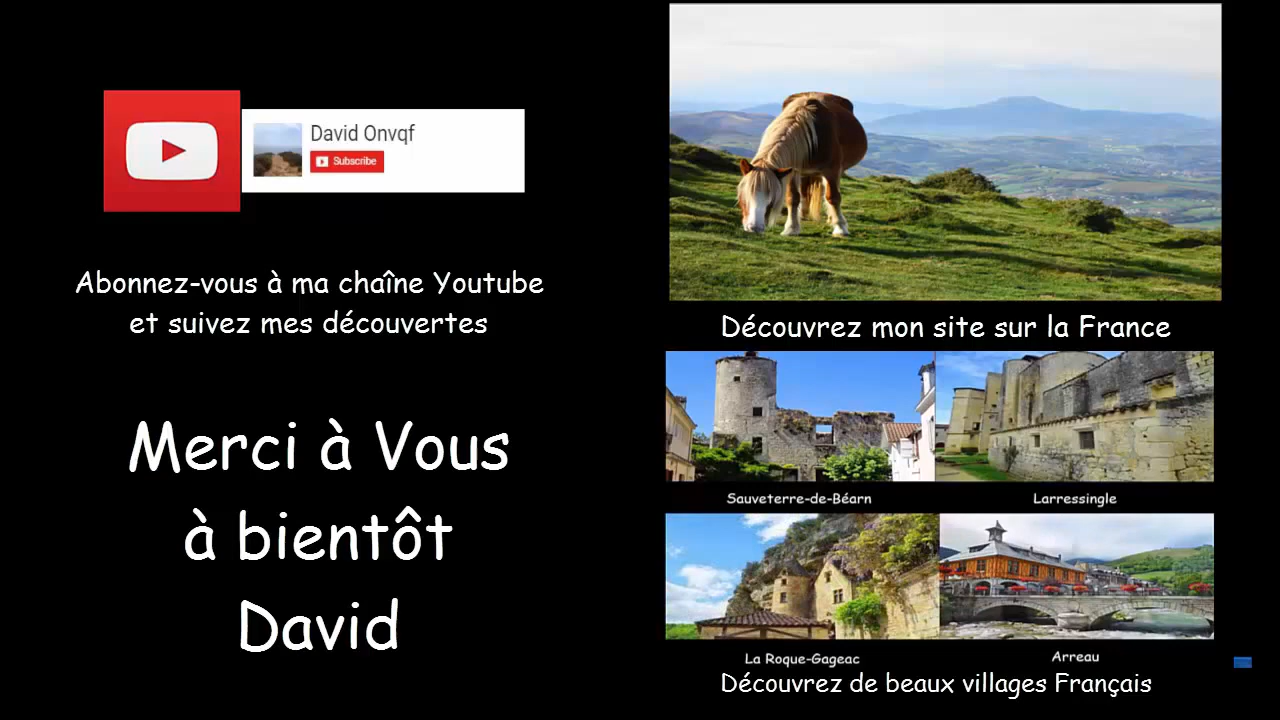 David Onvqf
Subscribe
Abonnez-vous à ma chaîne Youtube
et suivez mes découvertes
Merci à Vous
à bientôt
David
Découvrez mon site sur la France
Sauveterre-de-Béarn
Larressingle
La Roque-Gageac
Arreau
Découvrez de beaux villages Français